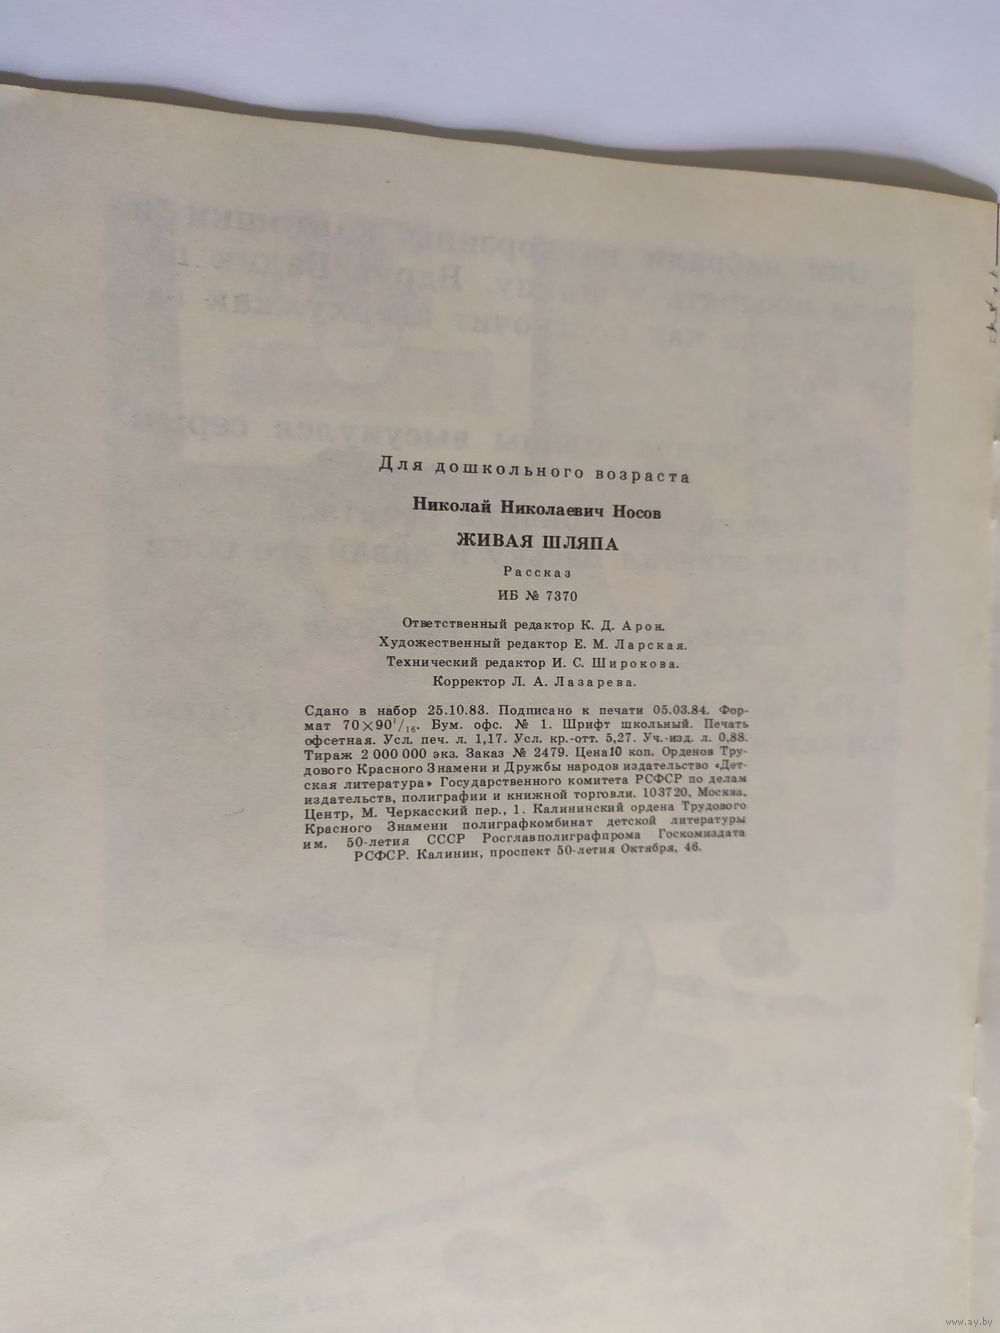 Для дошкольного возраста
Николай Николаевич Носов
ЖИВАЯ ШЛЯПА
Рассказ
ИБ № 7370
Ответственный редактор К. Д. Арон.
Художественный редактор Е. М. Ларская.
Технический редактор И. С. Широкова.
Корректор Л. А. Лазарева.
Сдано в набор 25.10.83. Подписано к печати 05.03.84. Фор-
мат 70×90¹/₁₆. Бум. офс. № 1. Шрифт школьный. Печать
офсетная. Усл. печ. л. 1,17. Усл. кр.-отт. 5,27. Уч.-изд. л. 0,88.
Тираж 2 000 000 экз. Заказ № 2479. Цена10 коп. Орденов Тру-
дового Красного Знамени и Дружбы народов издательство «Дет-
ская литература» Государственного комитета РСФСР по делам
издательств, полиграфии и книжной торговли. 103720, Москва,
Центр, М. Черкасский пер., 1. Калининский ордена Трудового
Красного Знамени полиграфкомбинат детской литературы
им. 50-летия СССР Росглавполиграфпрома Госкомиздата
РСФСР. Калинин, проспект 50-летия Октября, 46.
www.ay.by